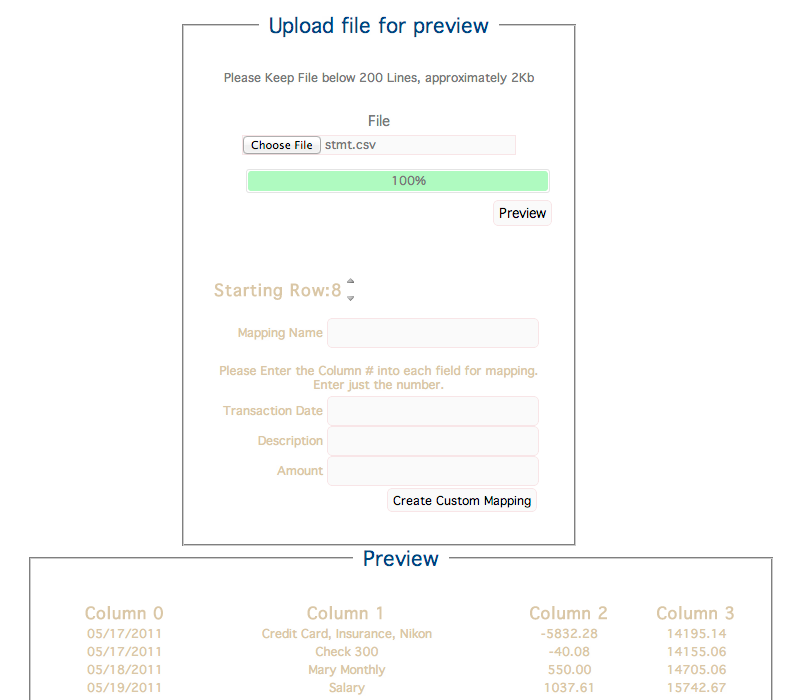 Upload file for preview
Please Keep File below 200 Lines, approximately 2Kb
File
Choose File stmt.csv
100%
Preview
Starting Row:8
Mapping Name
Please Enter the Column # into each field for mapping.
Enter just the number.
Transaction Date
Description
Amount
Create Custom Mapping
Preview
Column 0 Column 1 Column 2 Column 3
05/17/2011 Credit Card, Insurance, Nikon -5832.28 14195.14
05/17/2011 Check 300 -40.08 14155.06
05/18/2011 Mary Monthly 550.00 14705.06
05/19/2011 Salary 1037.61 15742.67